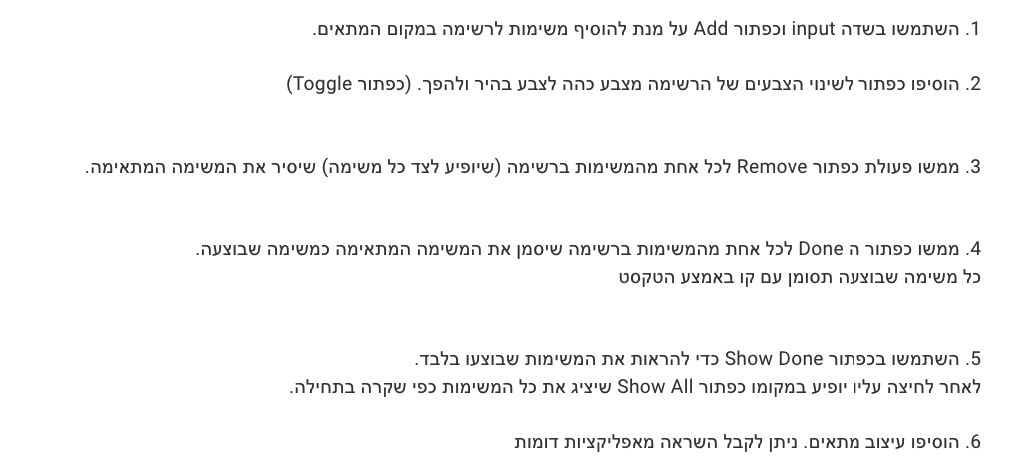 1. השתמשו בשדה input וכפתור Add על מנת להוסיף משימות לרשימה במקום המתאים.
2. הוסיפו כפתור לשינוי הצבעים של הרשימה מצבע כהה לצבע בהיר ולהפך. (כפתור Toggle)
3. ממשו פעולת כפתור Remove לכל אחת מהמשימות ברשימה (שיופיע לצד כל משימה) שיסיר את המשימה המתאימה.
4. ממשו כפתור ה Done לכל אחת מהמשימות ברשימה שיסמן את המשימה המתאימה כמשימה שבוצעה.
כל משימה שבוצעה תסומן עם קו באמצע הטקסט
5. השתמשו בכפתור Show Done כדי להראות את המשימות שבוצעו בלבד.
לאחר לחיצה עליו יופיע במקומו כפתור Show All שיציג את כל המשימות כפי שקרה בתחילה.
6. הוסיפו עיצוב מתאים. ניתן לקבל השראה מאפליקציות דומות